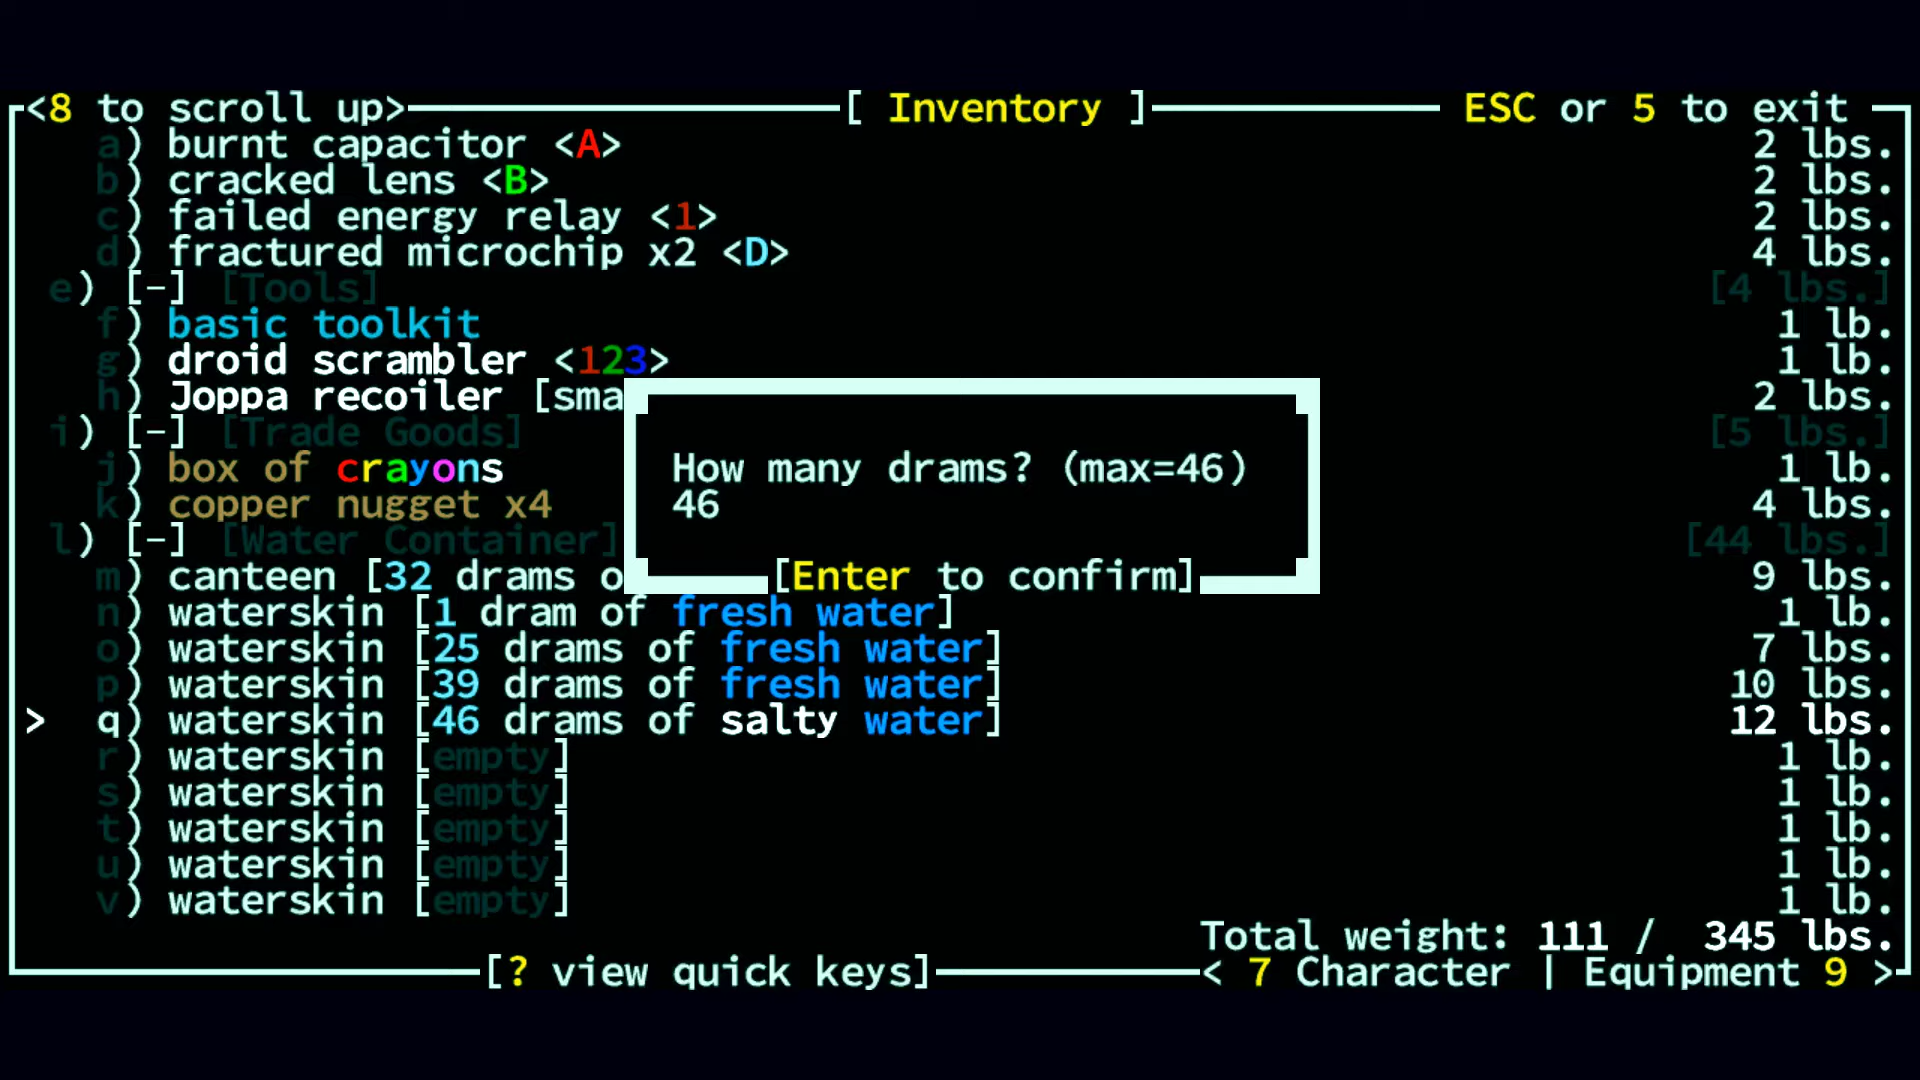 <8 to scroll up> [ Inventory ] ESC or 5 to exit
a) burnt capacitor <A> 2 lbs.
b) cracked lens <B> 2 lbs.
c) failed energy relay <1> 2 lbs.
d) fractured microchip x2 <D> 4 lbs.
e) [-] [Tools] [4 lbs.]
f) basic toolkit 1 lb.
g) droid scrambler <123> 1 lb.
h) Joppa recoiler [sma 2 lbs.
i) [-] [Trade Goods] [5 lbs.]
j) box of crayons 1 lb.
k) copper nugget x4 4 lbs.
l) [-] [Water Container] [44 lbs.]
m) canteen [32 drams o 9 lbs.
n) waterskin [1 dram of fresh water] 1 lb.
o) waterskin [25 drams of fresh water] 7 lbs.
p) waterskin [39 drams of fresh water] 10 lbs.
> q) waterskin [46 drams of salty water] 12 lbs.
r) waterskin [empty] 1 lb.
s) waterskin [empty] 1 lb.
t) waterskin [empty] 1 lb.
u) waterskin [empty] 1 lb.
v) waterskin [empty] 1 lb.
Total weight: 111 / 345 lbs.
[? view quick keys] < 7 Character | Equipment 9 >
How many drams? (max=46)
46
[Enter to confirm]